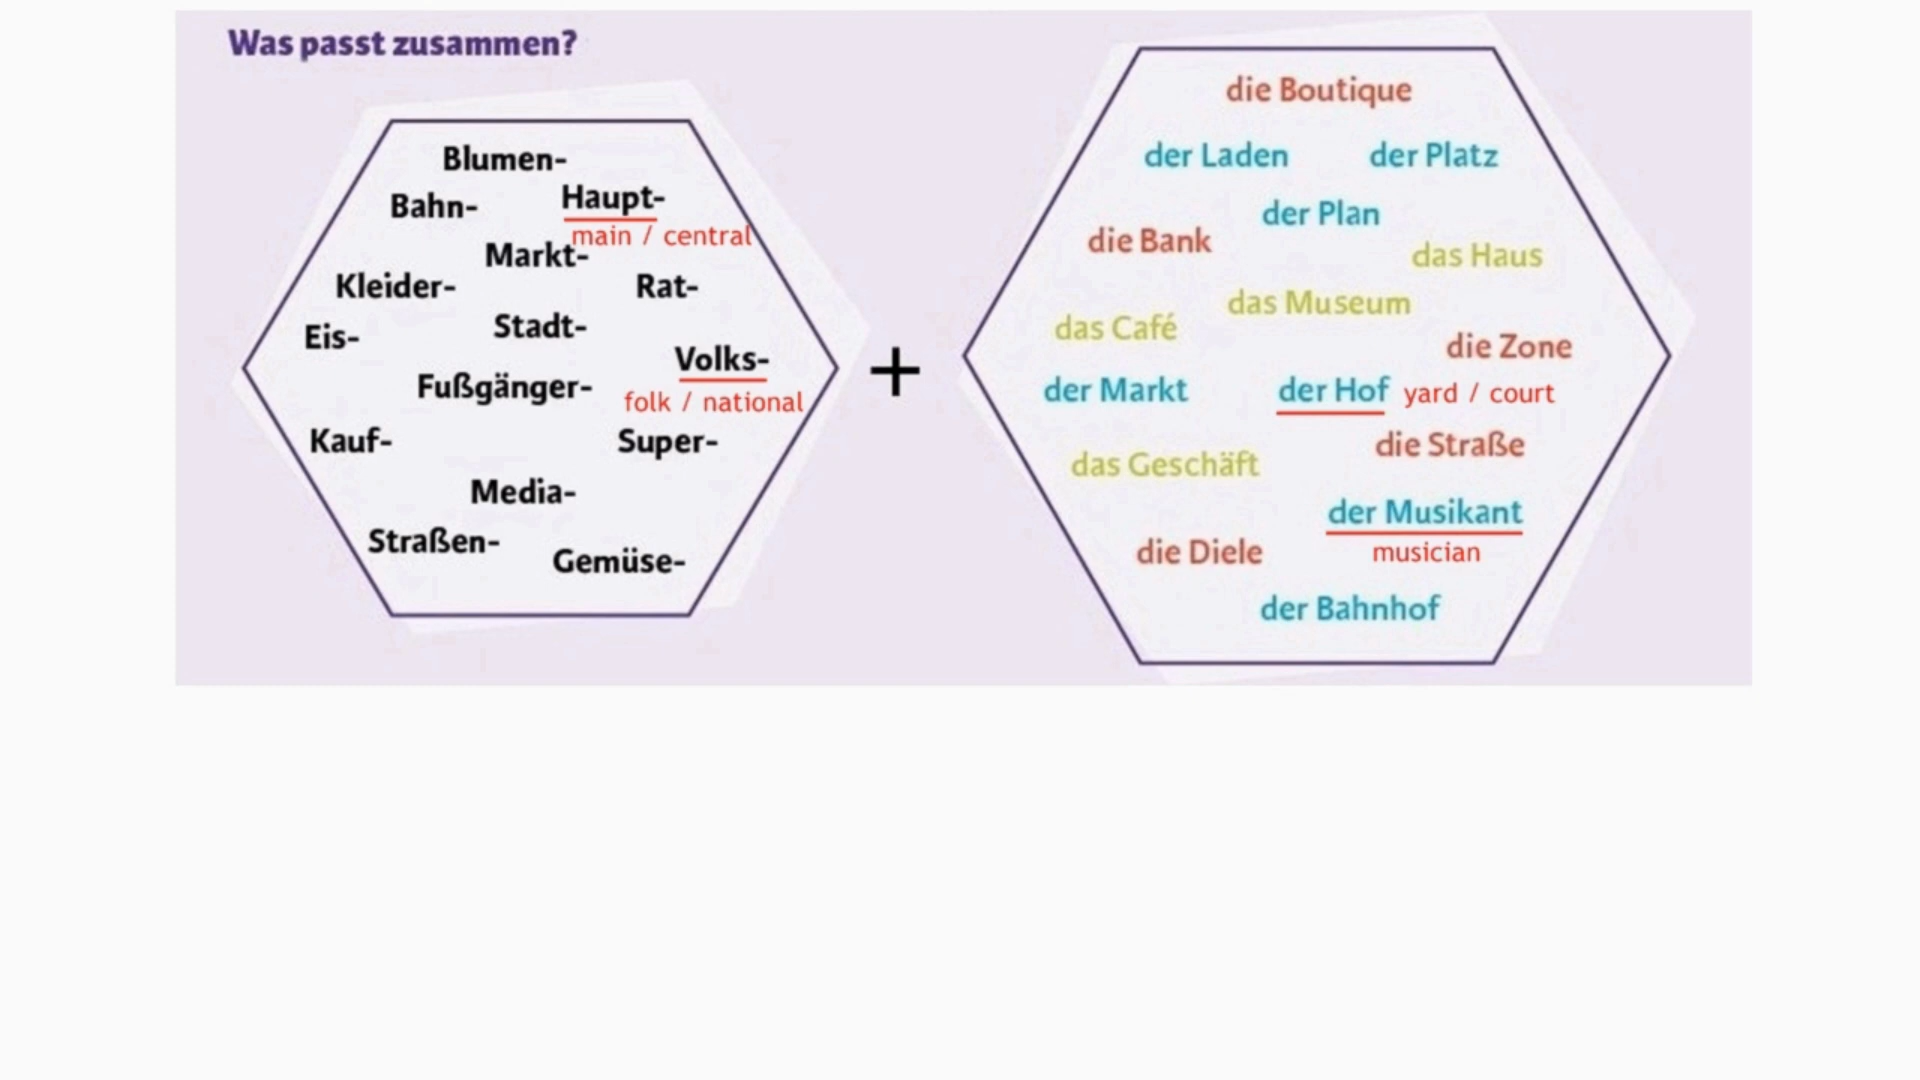 Was passt zusammen?
Blumen-
Bahn-
Haupt-
main / central
Markt-
Kleider-
Rat-
Eis-
Stadt-
Volks-
folk / national
Fußgänger-
Kauf-
Super-
Media-
Straßen-
Gemüse-
+
die Boutique
der Laden
der Platz
der Plan
die Bank
das Haus
das Museum
das Café
die Zone
der Markt
der Hof yard / court
die Straße
das Geschäft
der Musikant
musician
die Diele
der Bahnhof